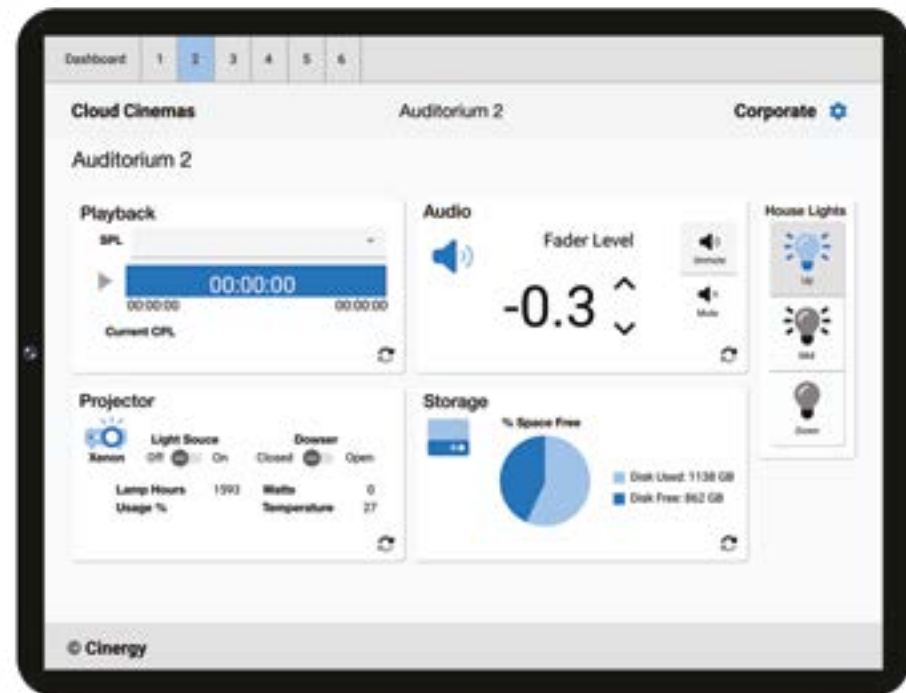 Dashboard 1 2 3 4 5 6
Cloud Cinemas Auditorium 2 Corporate
Auditorium 2
Playback
SPL
00:00:00
00:00:00 00:00:00
Current CPL
Audio
Fader Level
-0.3
Unmute
Mute
House Lights
Up
Mid
Down
Projector
Xenon
Light Souce
Off On
Dowser
Closed Open
Lamp Hours 1593 Watts 0
Usage % Temperature 27
Storage
% Space Free
Disk Used: 1138 GB
Disk Free: 862 GB
© Cinergy